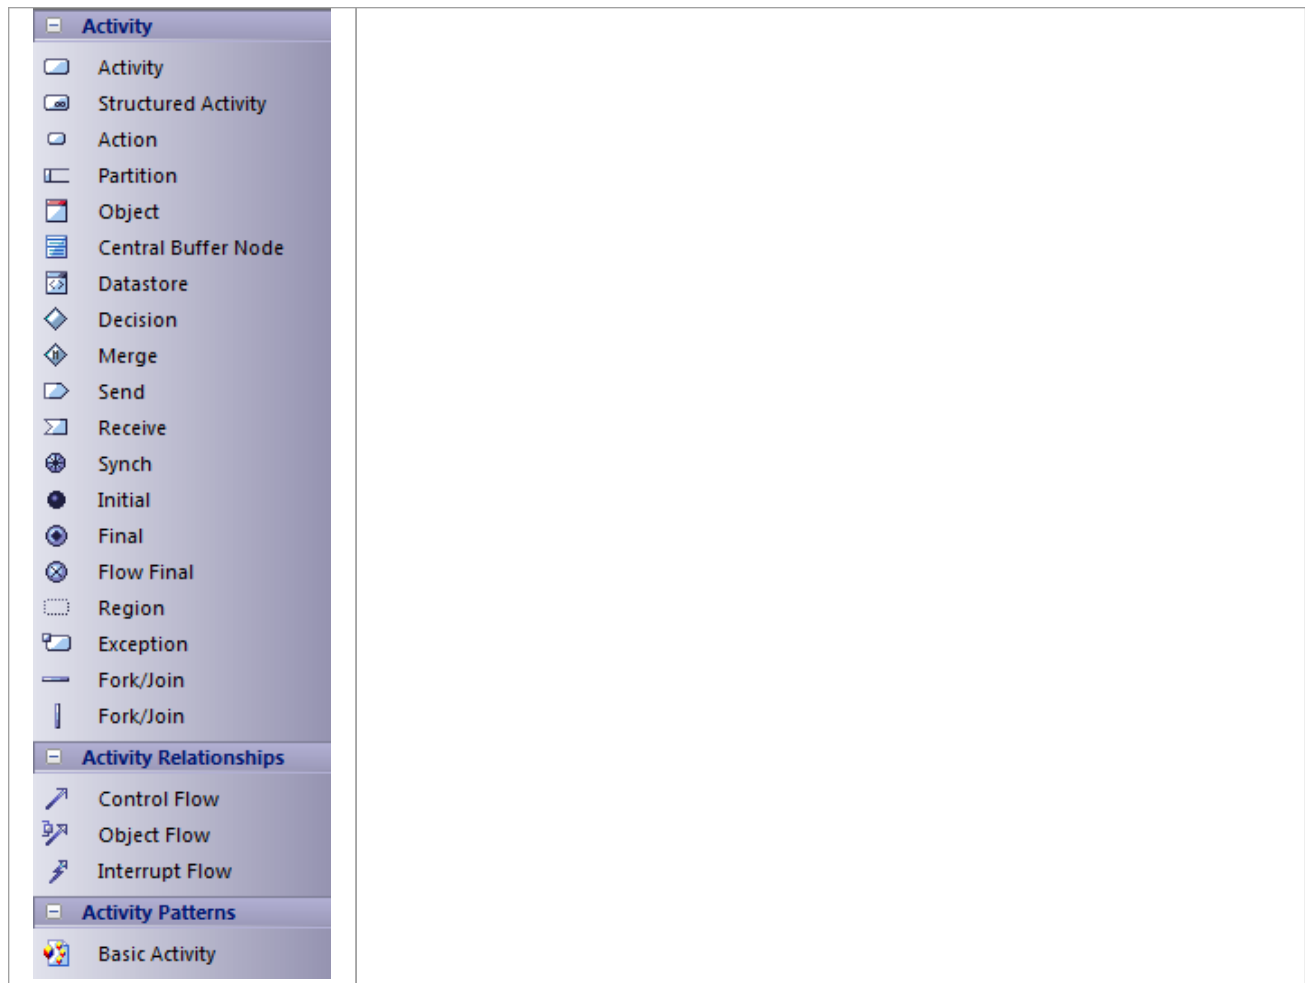 Activity
Activity
Structured Activity
Action
Partition
Object
Central Buffer Node
Datastore
Decision
Merge
Send
Receive
Synch
Initial
Final
Flow Final
Region
Exception
Fork/Join
Fork/Join
Activity Relationships
Control Flow
Object Flow
Interrupt Flow
Activity Patterns
Basic Activity